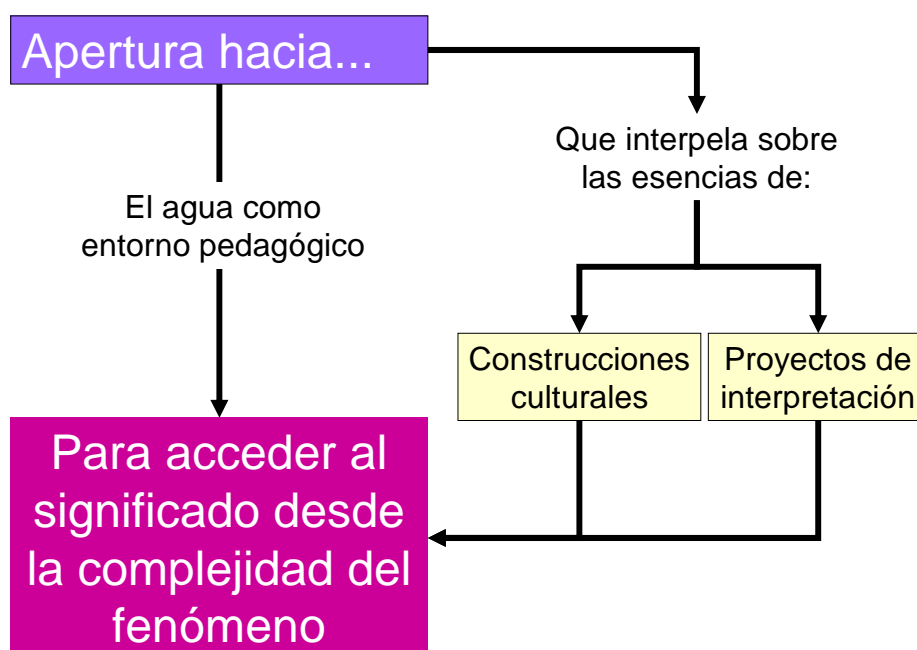 Apertura hacia...
Que interpela sobre
las esencias de:
El agua como
entorno pedagógico
Construcciones
culturales
Proyectos de
interpretación
Para acceder al
significado desde
la complejidad del
fenómeno